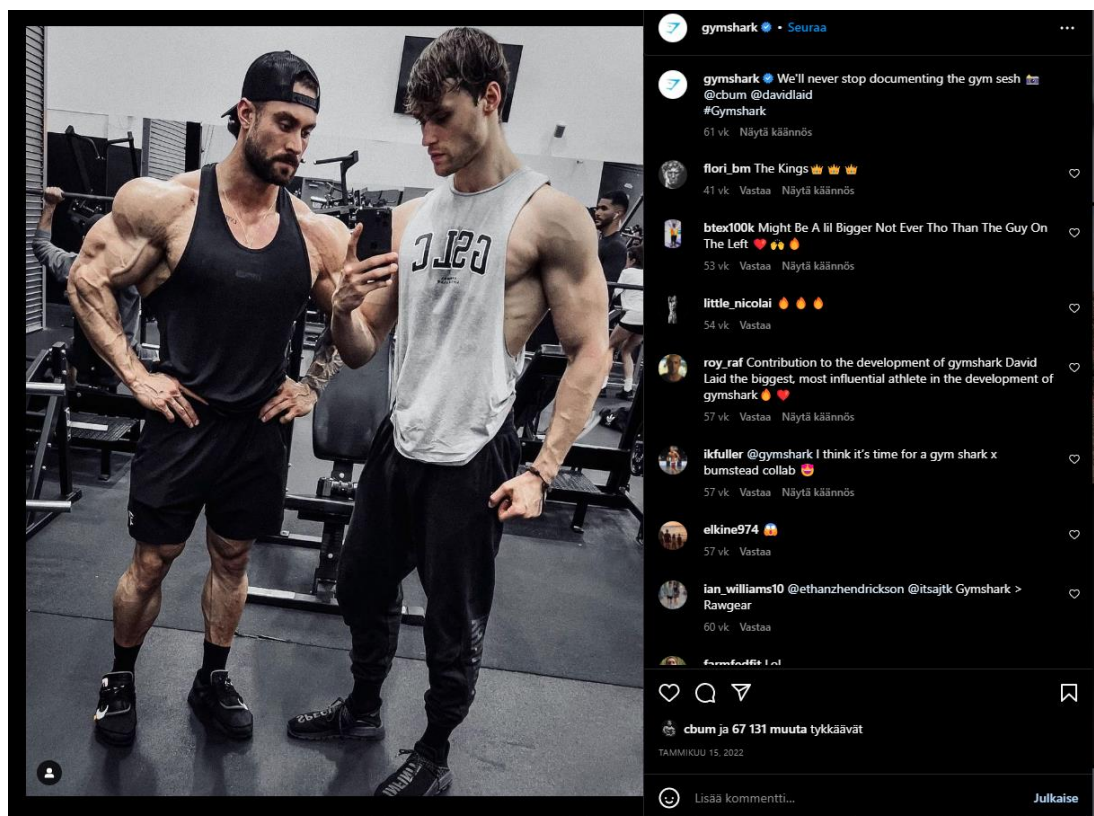 gymshark • Seuraa
gymshark We'll never stop documenting the gym sesh 📸
@cbum @davidlaid
#Gymshark
61 vk Näytä käännös
flori_bm The Kings👑 👑 👑
41 vk Vastaa Näytä käännös
btex100k Might Be A lil Bigger Not Ever Tho Than The Guy On
The Left ❤️ 🙌 🔥
53 vk Vastaa Näytä käännös
little_nicolai 🔥 🔥 🔥
54 vk Vastaa
roy_raf Contribution to the development of gymshark David
Laid the biggest, most influential athlete in the development of
gymshark🔥 ❤️
57 vk Vastaa Näytä käännös
ikfuller @gymshark I think it's time for a gym shark x
bumstead collab 😍
57 vk Vastaa Näytä käännös
elkine974 😱
57 vk Vastaa
ian_williams10 @ethanzhendrickson @itsajtk Gymshark >
Rawgear
60 vk Vastaa
farmfedfit Lol
cbum ja 67 131 muuta tykkäävät
TAMMIKUU 15, 2022
Lisää kommentti...
Julkaise
GSLC